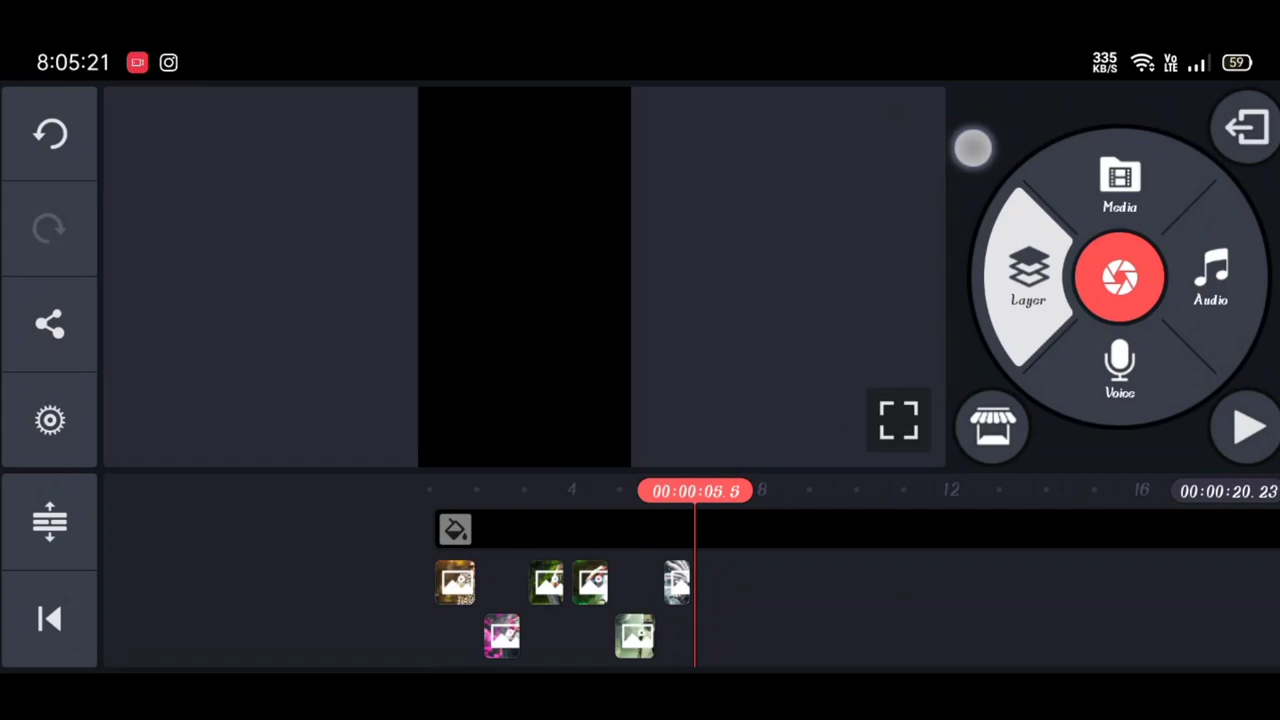 8:05:21
335
KB/S
Vo
LTE
59
Media
Layer
Audio
Voice
4
00:00:05.5
8
12
16
00:00:20.23